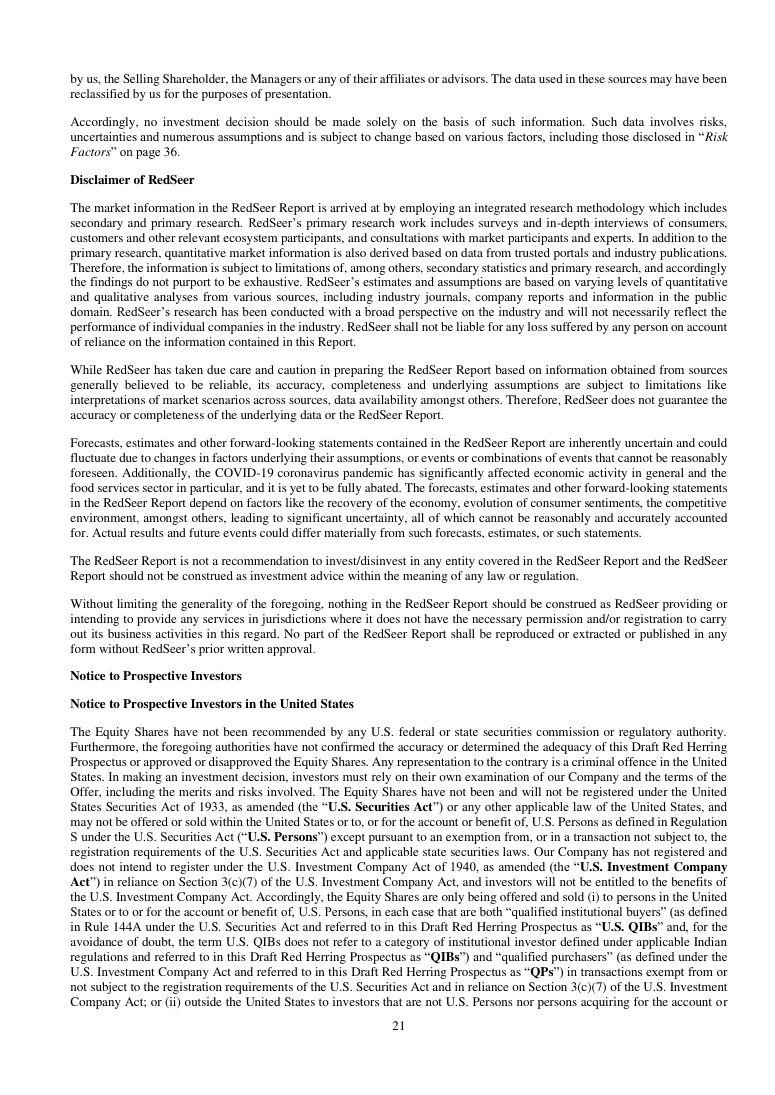 by us, the Selling Shareholder, the Managers or any of their affiliates or advisors. The data used in these sources may have been
reclassified by us for the purposes of presentation.
Accordingly, no investment decision should be made solely on the basis of such information. Such data involves risks,
uncertainties and numerous assumptions and is subject to change based on various factors, including those disclosed in “Risk
Factors” on page 36.
Disclaimer of RedSeer
The market information in the RedSeer Report is arrived at by employing an integrated research methodology which includes
secondary and primary research. RedSeer’s primary research work includes surveys and in-depth interviews of consumers,
customers and other relevant ecosystem participants, and consultations with market participants and experts. In addition to the
primary research, quantitative market information is also derived based on data from trusted portals and industry publications.
Therefore, the information is subject to limitations of, among others, secondary statistics and primary research, and accordingly
the findings do not purport to be exhaustive. RedSeer’s estimates and assumptions are based on varying levels of quantitative
and qualitative analyses from various sources, including industry journals, company reports and information in the public
domain. RedSeer’s research has been conducted with a broad perspective on the industry and will not necessarily reflect the
performance of individual companies in the industry. RedSeer shall not be liable for any loss suffered by any person on account
of reliance on the information contained in this Report.
While RedSeer has taken due care and caution in preparing the RedSeer Report based on information obtained from sources
generally believed to be reliable, its accuracy, completeness and underlying assumptions are subject to limitations like
interpretations of market scenarios across sources, data availability amongst others. Therefore, RedSeer does not guarantee the
accuracy or completeness of the underlying data or the RedSeer Report.
Forecasts, estimates and other forward-looking statements contained in the RedSeer Report are inherently uncertain and could
fluctuate due to changes in factors underlying their assumptions, or events or combinations of events that cannot be reasonably
foreseen. Additionally, the COVID-19 coronavirus pandemic has significantly affected economic activity in general and the
food services sector in particular, and it is yet to be fully abated. The forecasts, estimates and other forward-looking statements
in the RedSeer Report depend on factors like the recovery of the economy, evolution of consumer sentiments, the competitive
environment, amongst others, leading to significant uncertainty, all of which cannot be reasonably and accurately accounted
for. Actual results and future events could differ materially from such forecasts, estimates, or such statements.
The RedSeer Report is not a recommendation to invest/disinvest in any entity covered in the RedSeer Report and the RedSeer
Report should not be construed as investment advice within the meaning of any law or regulation.
Without limiting the generality of the foregoing, nothing in the RedSeer Report should be construed as RedSeer providing or
intending to provide any services in jurisdictions where it does not have the necessary permission and/or registration to carry
out its business activities in this regard. No part of the RedSeer Report shall be reproduced or extracted or published in any
form without RedSeer’s prior written approval.
Notice to Prospective Investors
Notice to Prospective Investors in the United States
The Equity Shares have not been recommended by any U.S. federal or state securities commission or regulatory authority.
Furthermore, the foregoing authorities have not confirmed the accuracy or determined the adequacy of this Draft Red Herring
Prospectus or approved or disapproved the Equity Shares. Any representation to the contrary is a criminal offence in the United
States. In making an investment decision, investors must rely on their own examination of our Company and the terms of the
Offer, including the merits and risks involved. The Equity Shares have not been and will not be registered under the United
States Securities Act of 1933, as amended (the “U.S. Securities Act”) or any other applicable law of the United States, and
may not be offered or sold within the United States or to, or for the account or benefit of, U.S. Persons as defined in Regulation
S under the U.S. Securities Act (“U.S. Persons”) except pursuant to an exemption from, or in a transaction not subject to, the
registration requirements of the U.S. Securities Act and applicable state securities laws. Our Company has not registered and
does not intend to register under the U.S. Investment Company Act of 1940, as amended (the “U.S. Investment Company
Act”) in reliance on Section 3(c)(7) of the U.S. Investment Company Act, and investors will not be entitled to the benefits of
the U.S. Investment Company Act. Accordingly, the Equity Shares are only being offered and sold (i) to persons in the United
States or to or for the account or benefit of, U.S. Persons, in each case that are both “qualified institutional buyers” (as defined
in Rule 144A under the U.S. Securities Act and referred to in this Draft Red Herring Prospectus as “U.S. QIBs” and, for the
avoidance of doubt, the term U.S. QIBs does not refer to a category of institutional investor defined under applicable Indian
regulations and referred to in this Draft Red Herring Prospectus as “QIBs”) and “qualified purchasers” (as defined under the
U.S. Investment Company Act and referred to in this Draft Red Herring Prospectus as “QPs”) in transactions exempt from or
not subject to the registration requirements of the U.S. Securities Act and in reliance on Section 3(c)(7) of the U.S. Investment
Company Act; or (ii) outside the United States to investors that are not U.S. Persons nor persons acquiring for the account or
21